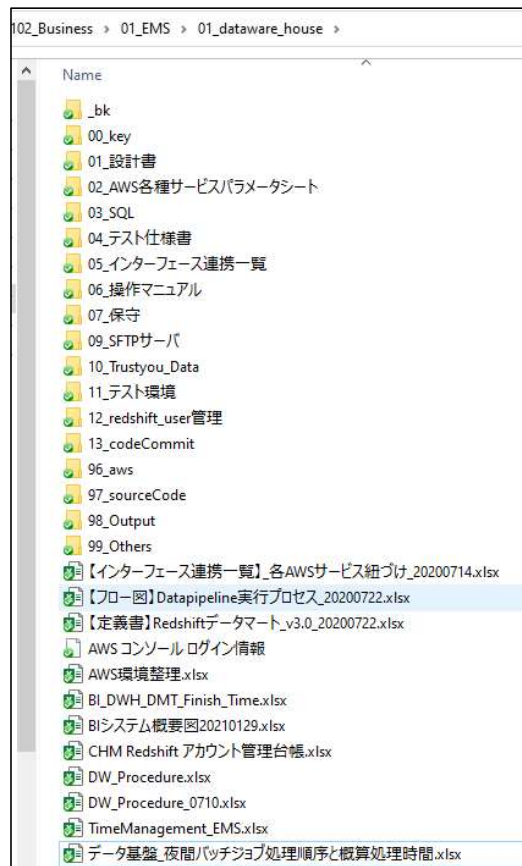 102_Business > 01_EMS > 01_dataware_house >
Name
_bk
00_key
01_設計書
02_AWS各種サービスパラメータシート
03_SQL
04_テスト仕様書
05_インターフェース連携一覧
06_操作マニュアル
07_保守
09_SFTPサーバ
10_Trustyou_Data
11_テスト環境
12_redshift_user管理
13_codeCommit
96_aws
97_sourceCode
98_Output
99_Others
【インターフェース連携一覧】_各AWSサービス紐づけ_20200714.xlsx
【フロー図】Datapipeline実行プロセス_20200722.xlsx
【定義書】Redshiftデータマート_v3.0_20200722.xlsx
AWS コンソール ログイン情報
AWS環境整理.xlsx
BI_DWH_DMT_Finish_Time.xlsx
BIシステム概要図20210129.xlsx
CHM Redshift アカウント管理台帳.xlsx
DW_Procedure.xlsx
DW_Procedure_0710.xlsx
TimeManagement_EMS.xlsx
データ基盤_夜間バッチジョブ処理順序と概算処理時間.xlsx